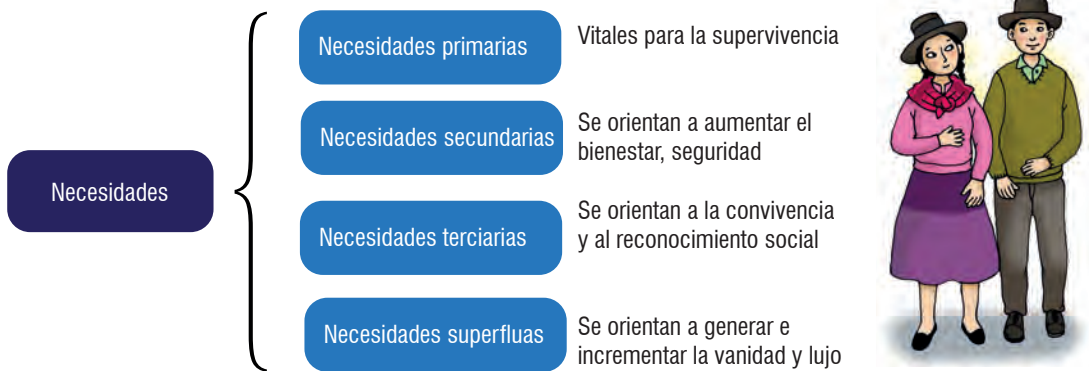 Necesidades
Necesidades primarias
Vitales para la supervivencia
Necesidades secundarias
Se orientan a aumentar el
bienestar, seguridad
Necesidades terciarias
Se orientan a la convivencia
y al reconocimiento social
Necesidades superfluas
Se orientan a generar e
incrementar la vanidad y lujo